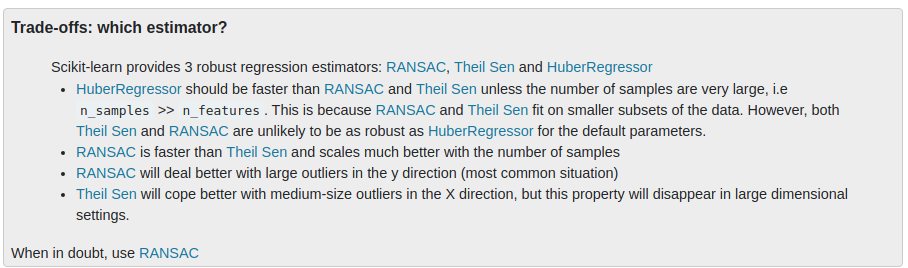 Trade-offs: which estimator?
Scikit-learn provides 3 robust regression estimators: RANSAC, Theil Sen and HuberRegressor
• HuberRegressor should be faster than RANSAC and Theil Sen unless the number of samples are very large, i.e
n_samples >> n_features . This is because RANSAC and Theil Sen fit on smaller subsets of the data. However, both
Theil Sen and RANSAC are unlikely to be as robust as HuberRegressor for the default parameters.
• RANSAC is faster than Theil Sen and scales much better with the number of samples
• RANSAC will deal better with large outliers in the y direction (most common situation)
• Theil Sen will cope better with medium-size outliers in the X direction, but this property will disappear in large dimensional
settings.
When in doubt, use RANSAC